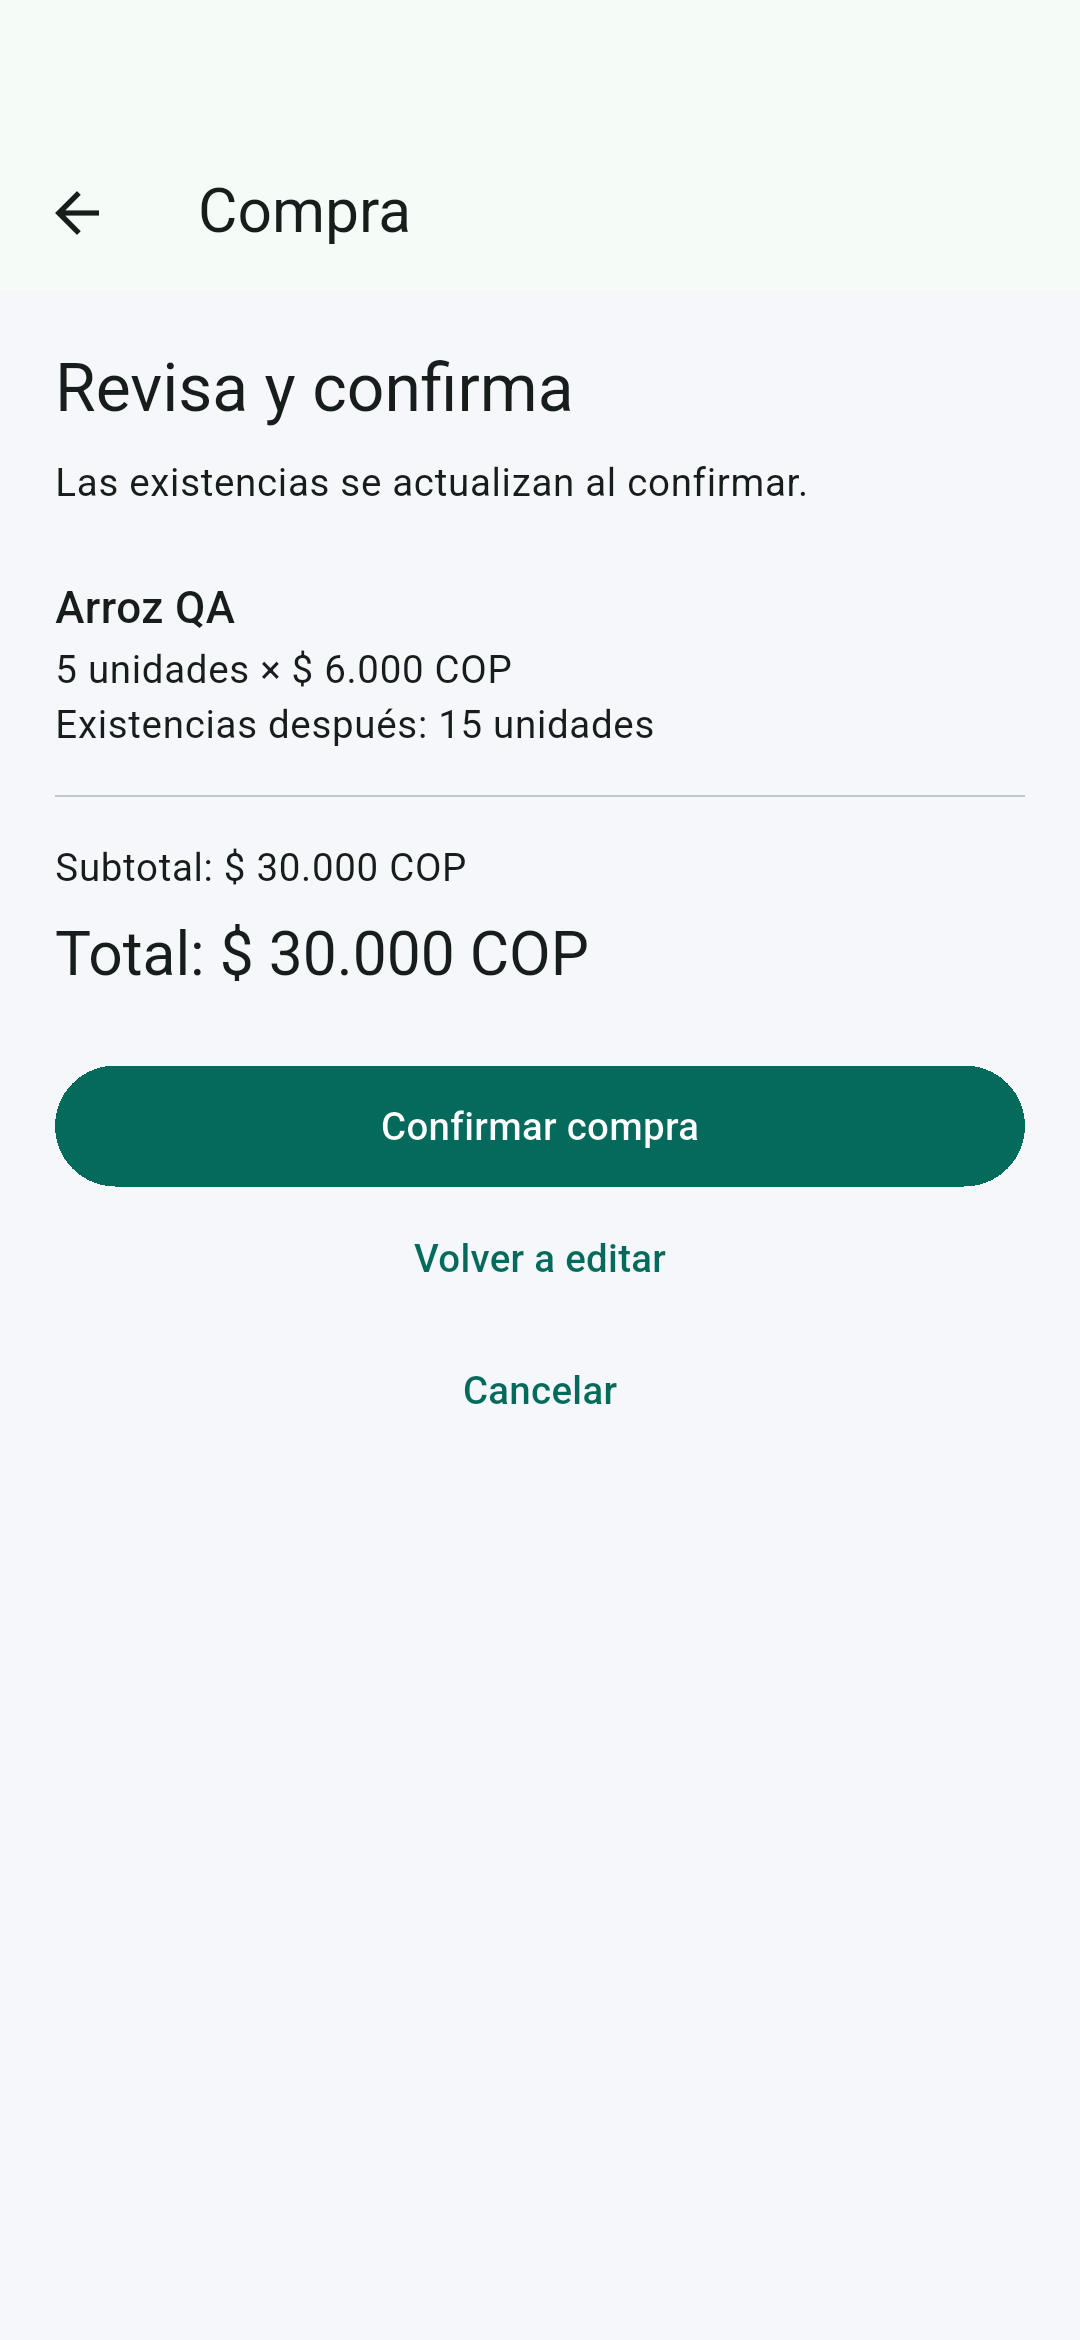 Compra
Revisa y confirma
Las existencias se actualizan al confirmar.
Arroz QA
5 unidades × $ 6.000 COP
Existencias después: 15 unidades
Subtotal: $ 30.000 COP
Total: $ 30.000 COP
Confirmar compra
Volver a editar
Cancelar